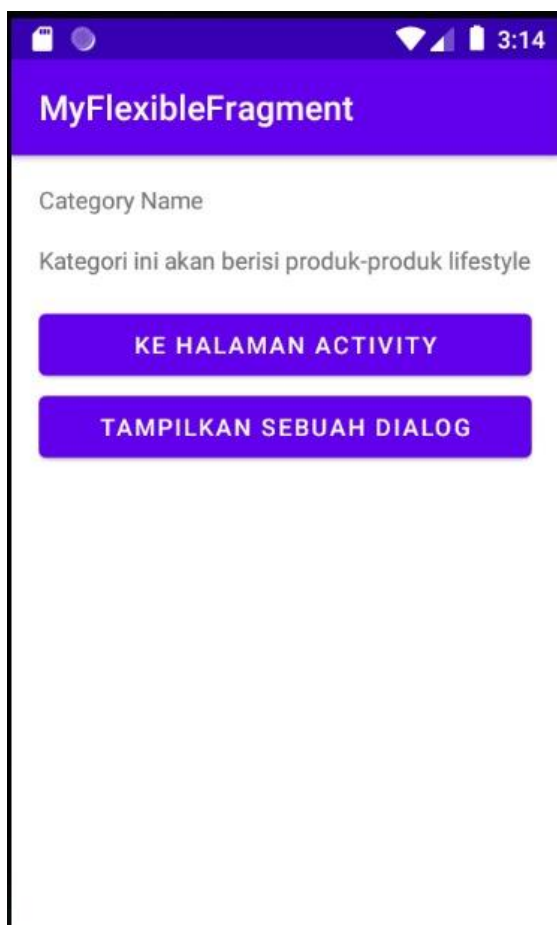 3:14
MyFlexibleFragment
Category Name
Kategori ini akan berisi produk-produk lifestyle
KE HALAMAN ACTIVITY
TAMPILKAN SEBUAH DIALOG